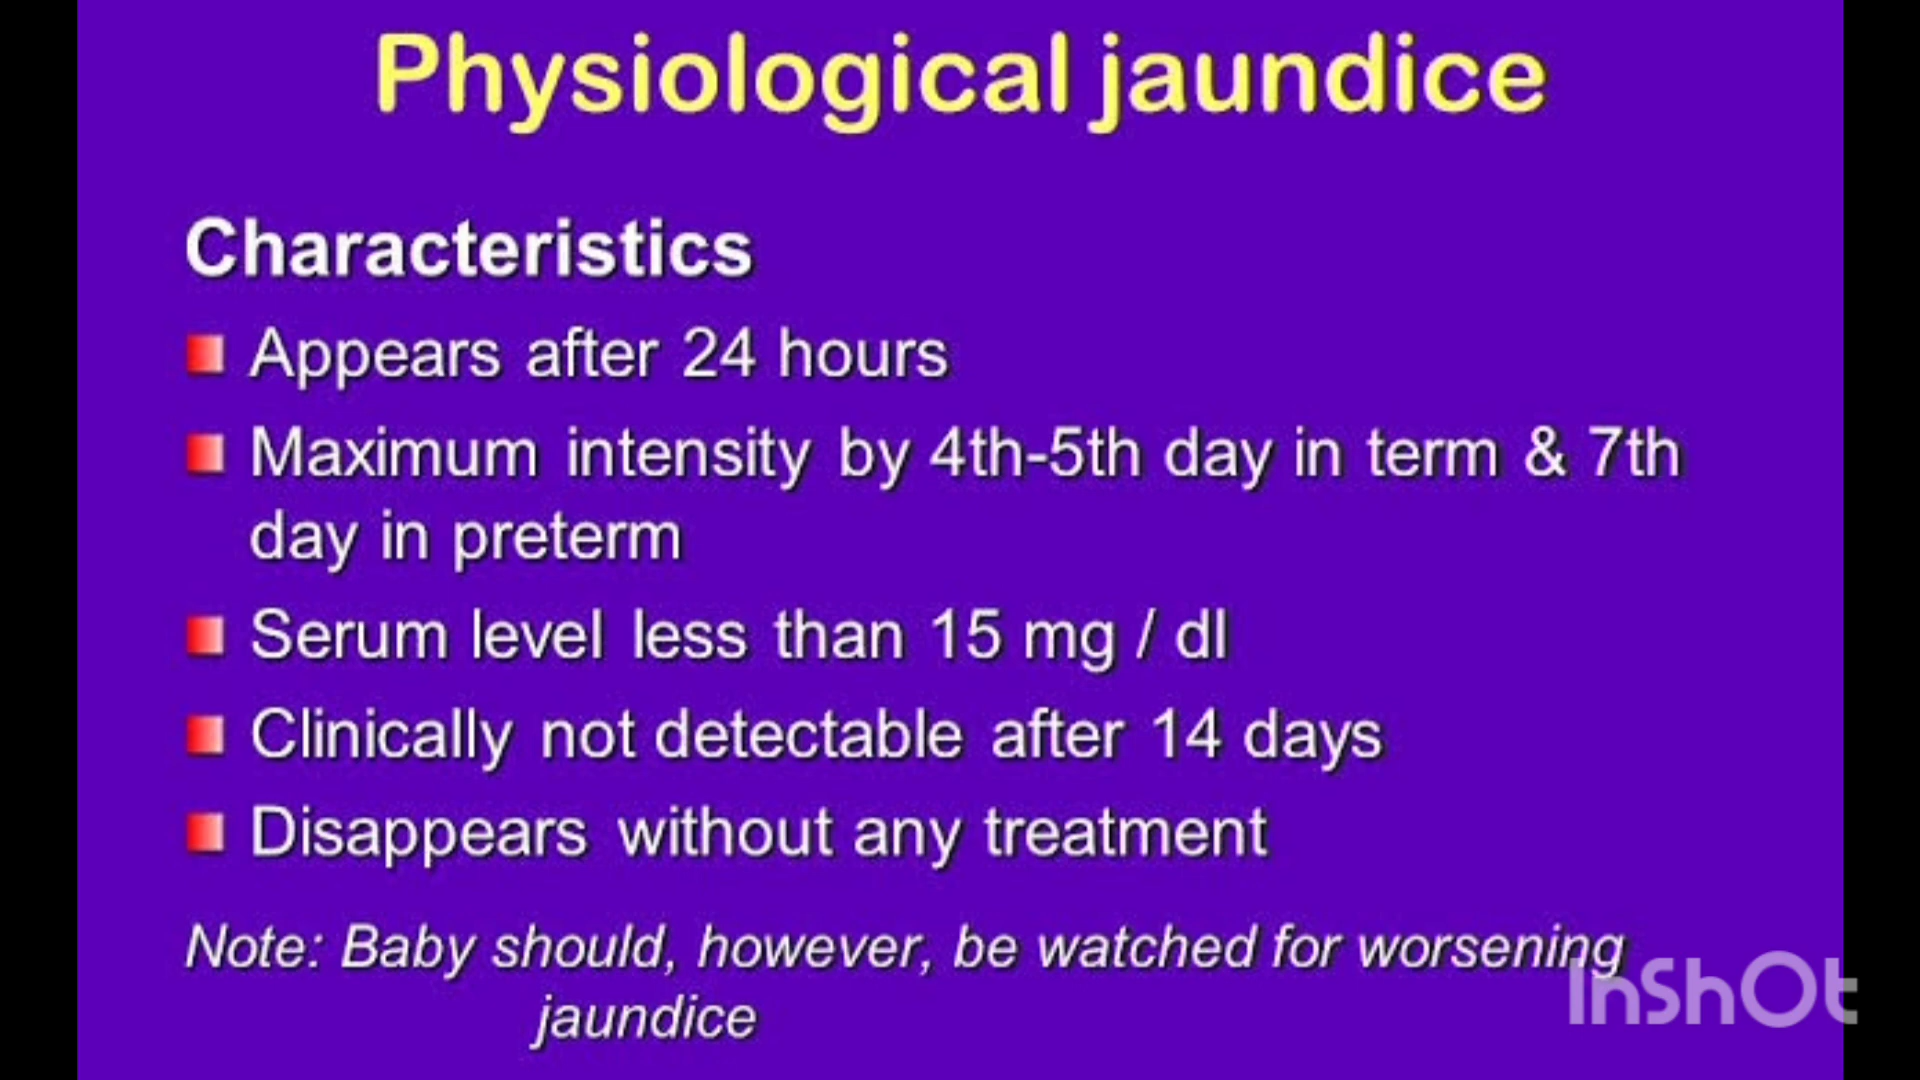 Physiological jaundice
Characteristics
Appears after 24 hours
Maximum intensity by 4th-5th day in term & 7th
day in preterm
Serum level less than 15 mg / dl
Clinically not detectable after 14 days
Disappears without any treatment
Note: Baby should, however, be watched for worsening
jaundice
InShOt